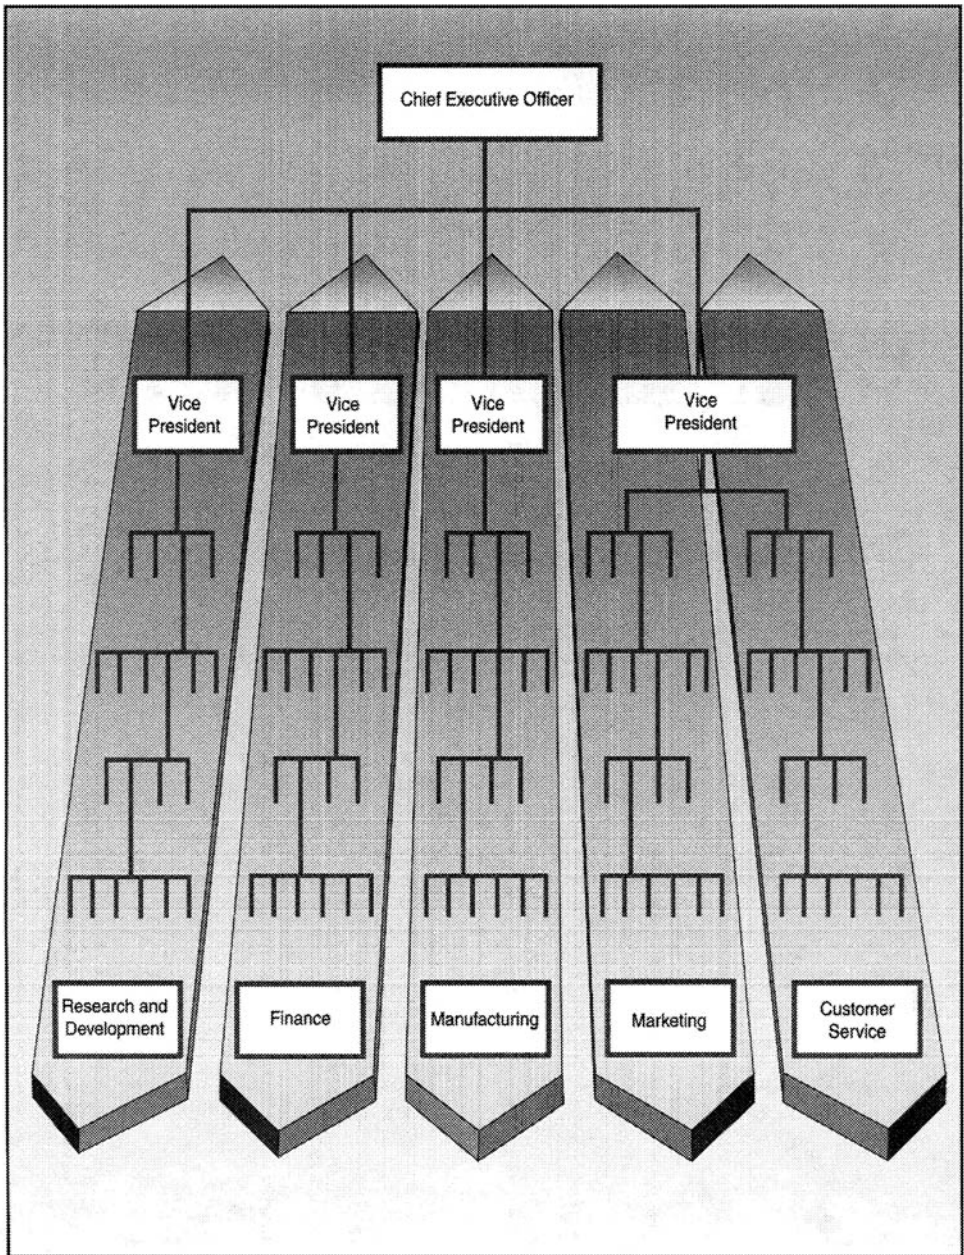 Chief Executive Officer
Vice
President
Vice
President
Vice
President
Vice
President
Research and
Development
Finance
Manufacturing
Marketing
Customer
Service